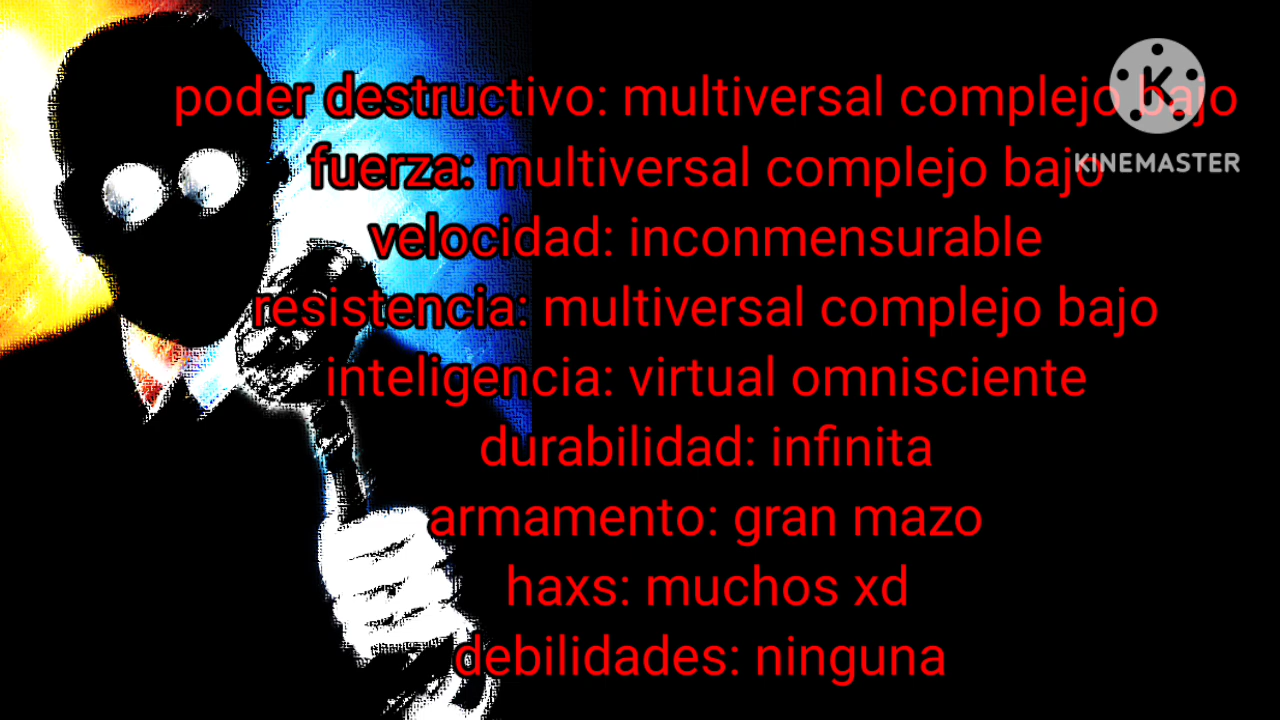 poder destructivo: multiversal complejo bajo
fuerza: multiversal complejo bajo
KINEMASTER
velocidad: inconmensurable
resistencia: multiversal complejo bajo
inteligencia: virtual omnisciente
durabilidad: infinita
armamento: gran mazo
haxs: muchos xd
debilidades: ninguna